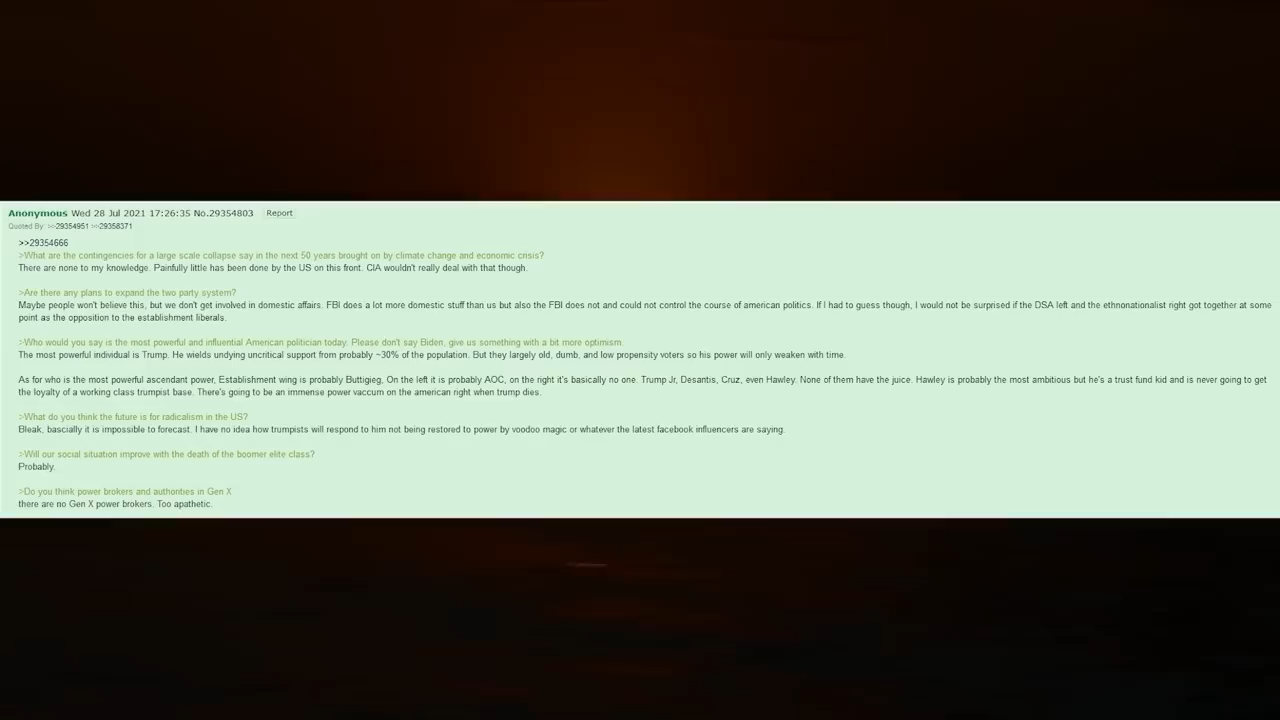 Anonymous Wed 28 Jul 2021 17:26:35 No.29354803 Report
Quoted By: >>29354951 >>29358371
>>29354666
>What are the contingencies for a large scale collapse say in the next 50 years brought on by climate change and economic crisis?
There are none to my knowledge. Painfully little has been done by the US on this front. CIA wouldn't really deal with that though.
>Are there any plans to expand the two party system?
Maybe people won't believe this, but we don't get involved in domestic affairs. FBI does a lot more domestic stuff than us but also the FBI does not and could not control the course of american politics. If I had to guess though, I would not be surprised if the DSA left and the ethnonationalist right got together at some
point as the opposition to the establishment liberals.
>Who would you say is the most powerful and influential American politician today. Please don't say Biden, give us something with a bit more optimism.
The most powerful individual is Trump. He wields undying uncritical support from probably ~30% of the population. But they largely old, dumb, and low propensity voters so his power will only weaken with time.
As for who is the most powerful ascendant power, Establishment wing is probably Buttigieg, On the left it is probably AOC, on the right it's basically no one. Trump Jr, Desantis, Cruz, even Hawley. None of them have the juice. Hawley is probably the most ambitious but he's a trust fund kid and is never going to get
the loyalty of a working class trumpist base. There's going to be an immense power vaccum on the american right when trump dies.
>What do you think the future is for radicalism in the US?
Bleak, bascially it is impossible to forecast. I have no idea how trumpists will respond to him not being restored to power by voodoo magic or whatever the latest facebook influencers are saying.
>Will our social situation improve with the death of the boomer elite class?
Probably.
>Do you think power brokers and authorities in Gen X
there are no Gen X power brokers. Too apathetic.